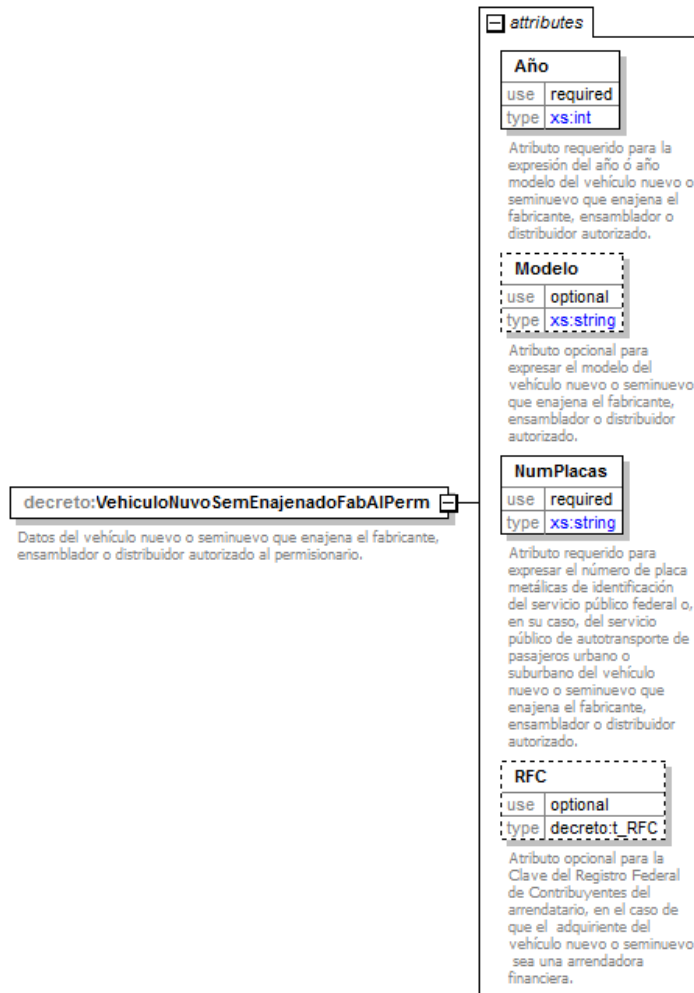 attributes
Año
use required
type xs:int
Atributo requerido para la
expresión del año ó año
modelo del vehículo nuevo o
seminuevo que enajena el
fabricante, ensamblador o
distribuidor autorizado.
Modelo
use optional
type xs:string
Atributo opcional para
expresar el modelo del
vehículo nuevo o seminuevo
que enajena el fabricante,
ensamblador o distribuidor
autorizado.
decreto:VehiculoNuvoSemEnajenadoFabAlPerm
Datos del vehículo nuevo o seminuevo que enajena el fabricante,
ensamblador o distribuidor autorizado al permisionario.
NumPlacas
use required
type xs:string
Atributo requerido para
expresar el número de placa
metálicas de identificación
del servicio público federal o,
en su caso, del servicio
público de autotransporte de
pasajeros urbano o
suburbano del vehículo
nuevo o seminuevo que
enajena el fabricante,
ensamblador o distribuidor
autorizado.
RFC
use optional
type decreto:t_RFC
Atributo opcional para la
Clave del Registro Federal
de Contribuyentes del
arrendatario, en el caso de
que el adquiriente del
vehículo nuevo o seminuevo
sea una arrendadora
financiera.